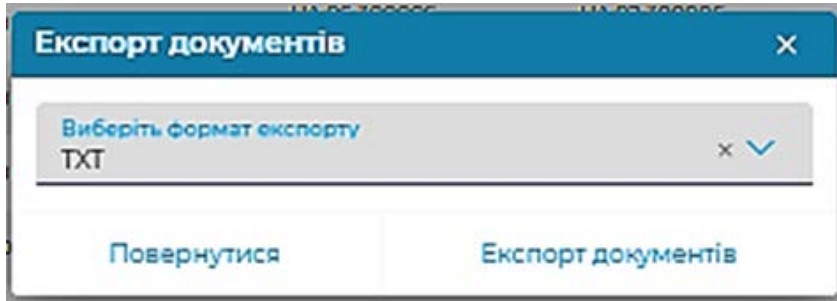 Експорт документів
Виберіть формат експорту
TXT
Повернутися
Експорт документів